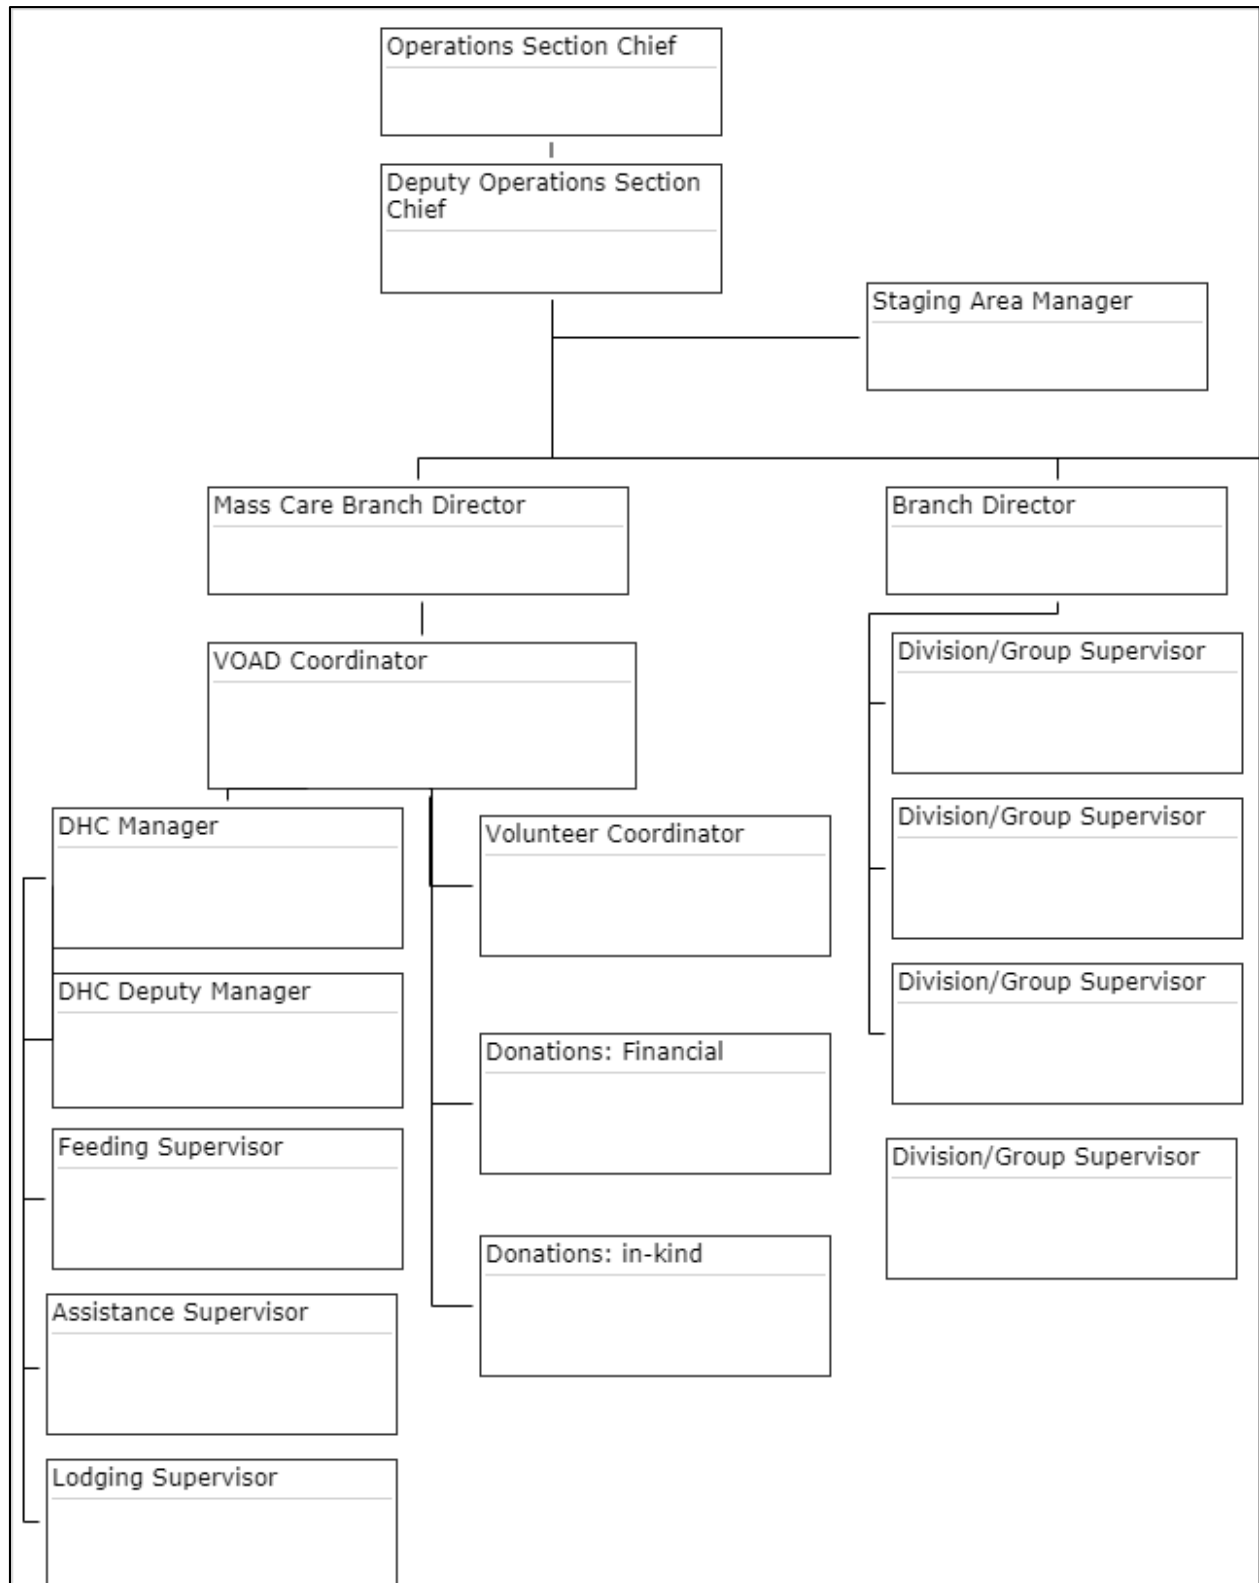 Operations Section Chief
Deputy Operations Section
Chief
Staging Area Manager
Mass Care Branch Director
Branch Director
VOAD Coordinator
Division/Group Supervisor
DHC Manager
Volunteer Coordinator
Division/Group Supervisor
DHC Deputy Manager
Division/Group Supervisor
Donations: Financial
Feeding Supervisor
Division/Group Supervisor
Donations: in-kind
Assistance Supervisor
Lodging Supervisor